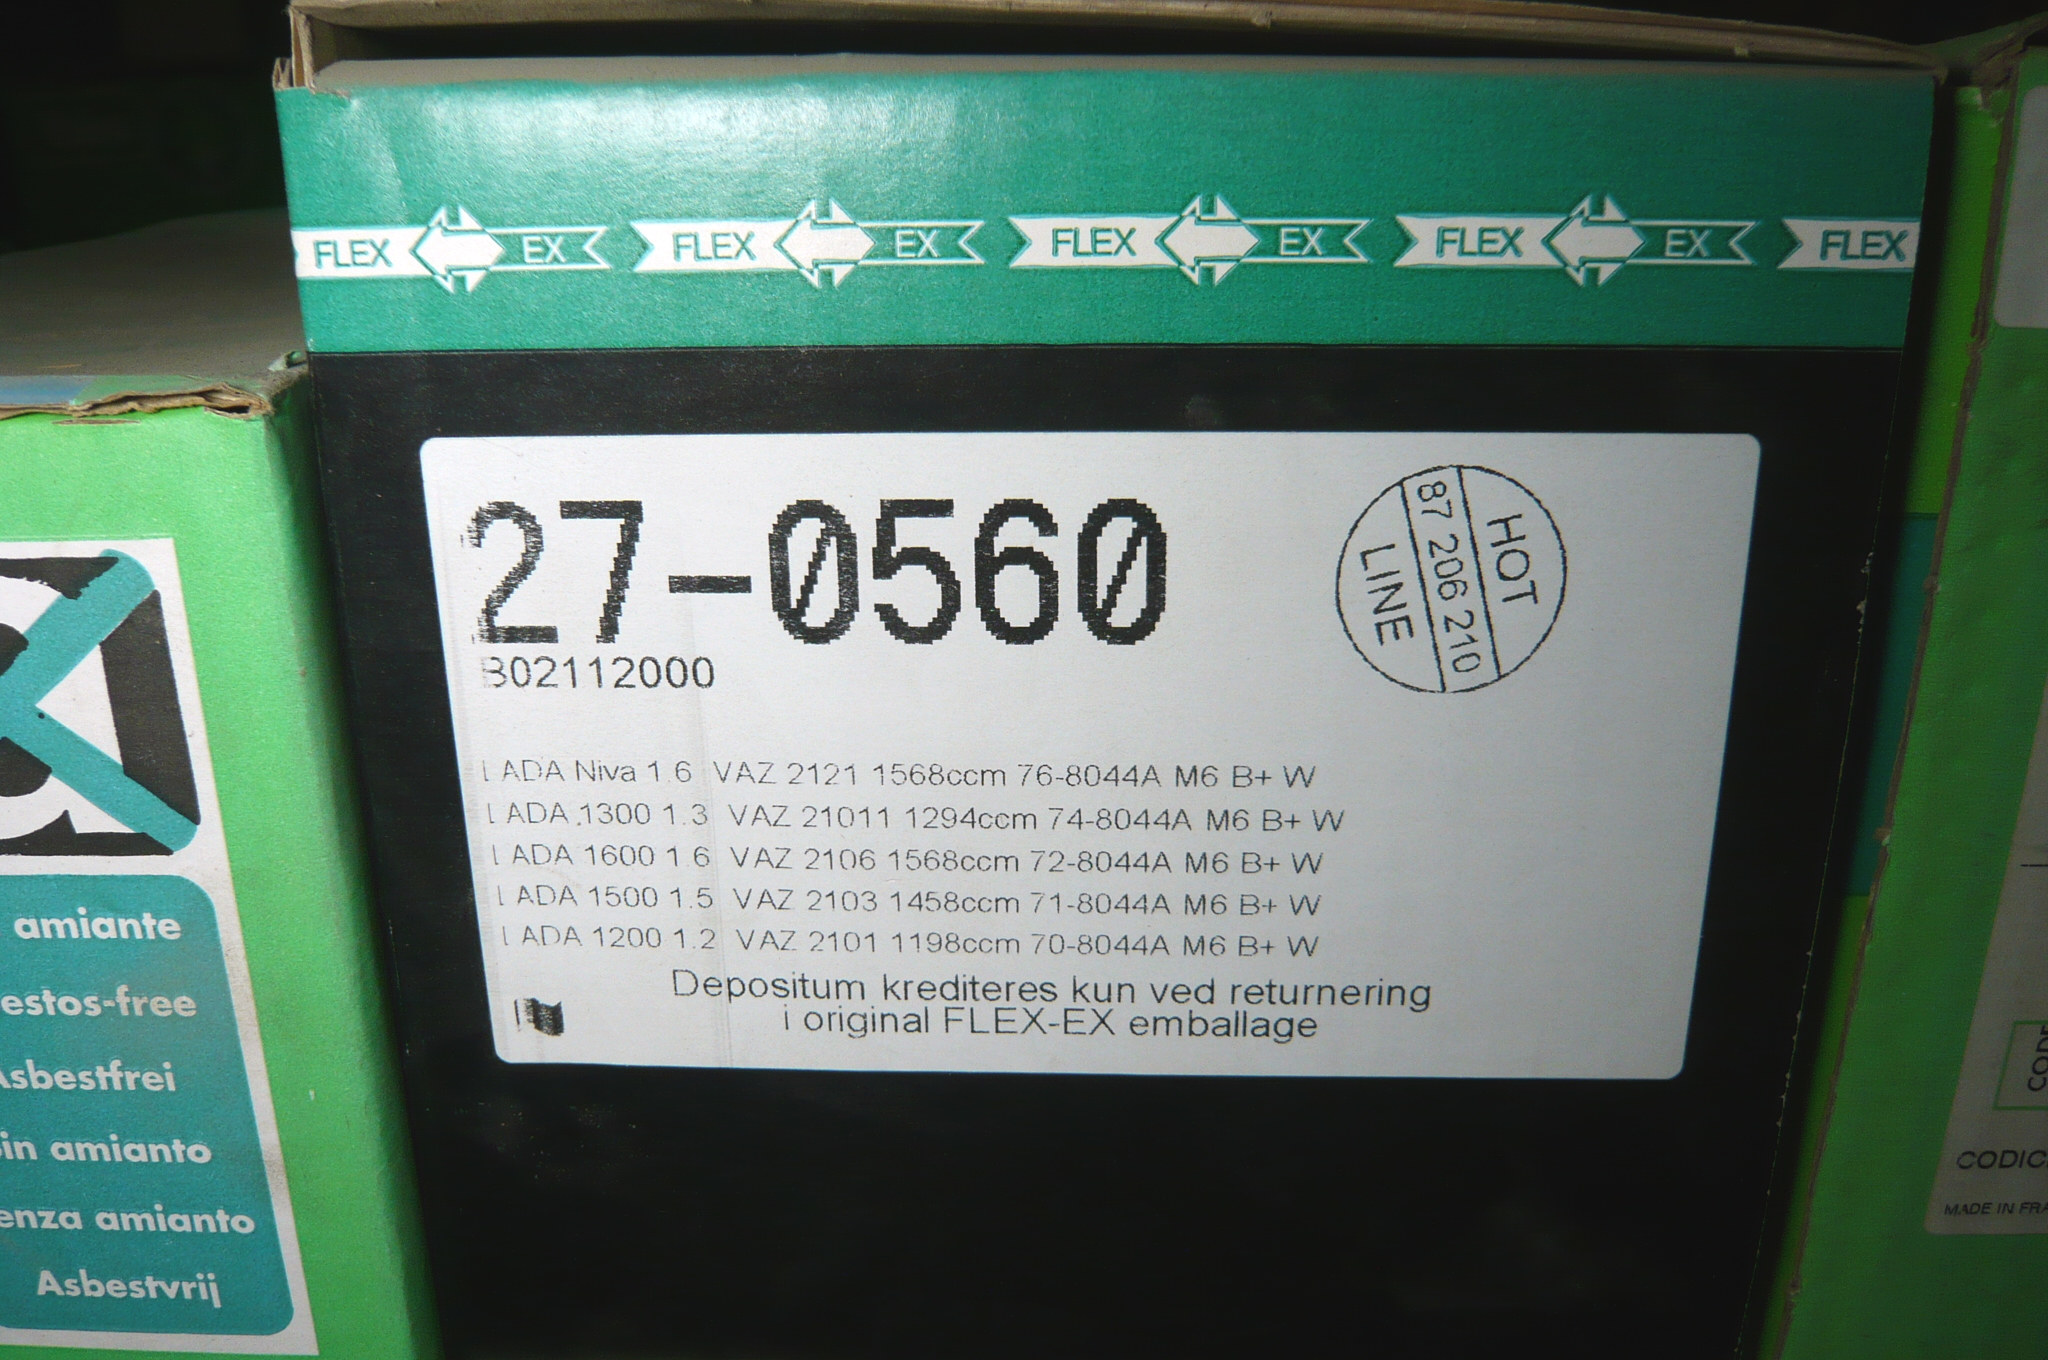 FLEX EX FLEX EX FLEX EX FLEX EX FLEX
27-0560
B02112000
HOT
87 206 210
LINE
LADA Niva 1.6 VAZ 2121 1568ccm 76-8044A M6 B+ W
LADA 1300 1.3 VAZ 21011 1294ccm 74-8044A M6 B+ W
LADA 1600 1.6 VAZ 2106 1568ccm 72-8044A M6 B+ W
LADA 1500 1.5 VAZ 2103 1458ccm 71-8044A M6 B+ W
LADA 1200 1.2 VAZ 2101 1198ccm 70-8044A M6 B+ W
Depositum krediteres kun ved returnering
i original FLEX-EX emballage
amiante
estos-free
Asbestfrei
in amianto
enza amianto
Asbestvrij
CODE
CODIC
MADE IN FRA